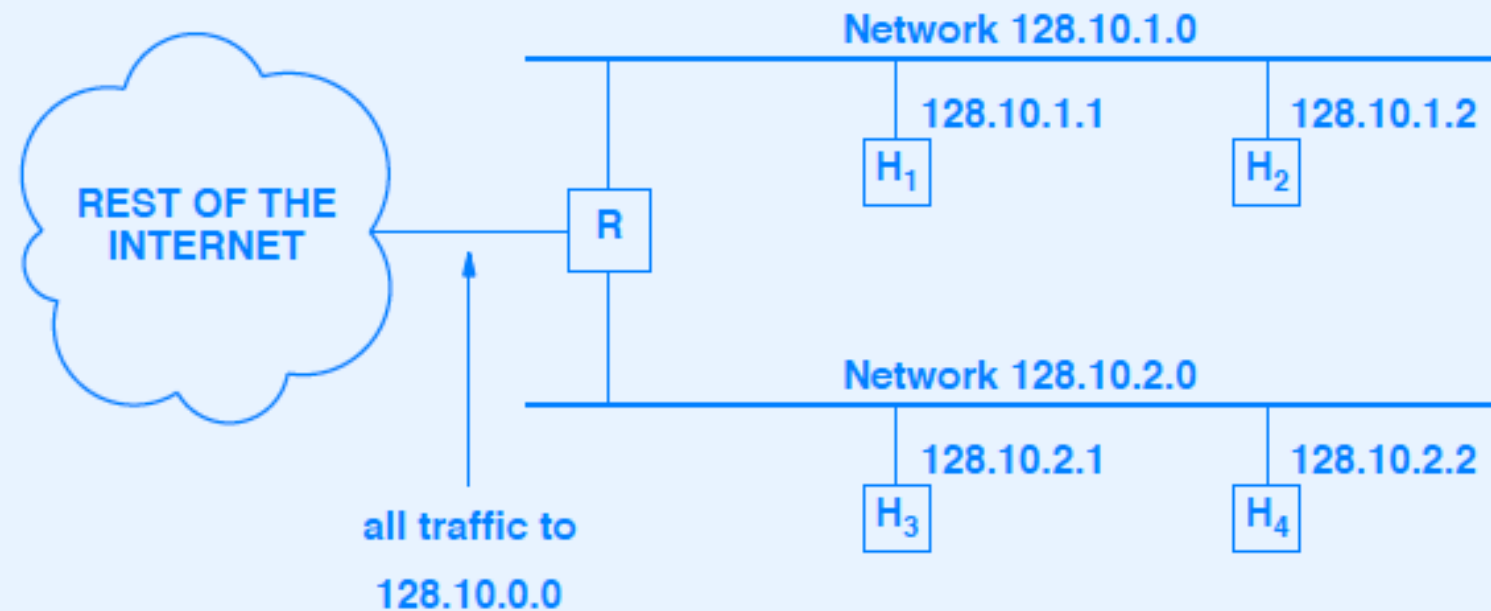 Network 128.10.1.0
128.10.1.1
128.10.1.2
H1
H2
REST OF THE
INTERNET
R
Network 128.10.2.0
128.10.2.1
128.10.2.2
H3
H4
all traffic to
128.10.0.0